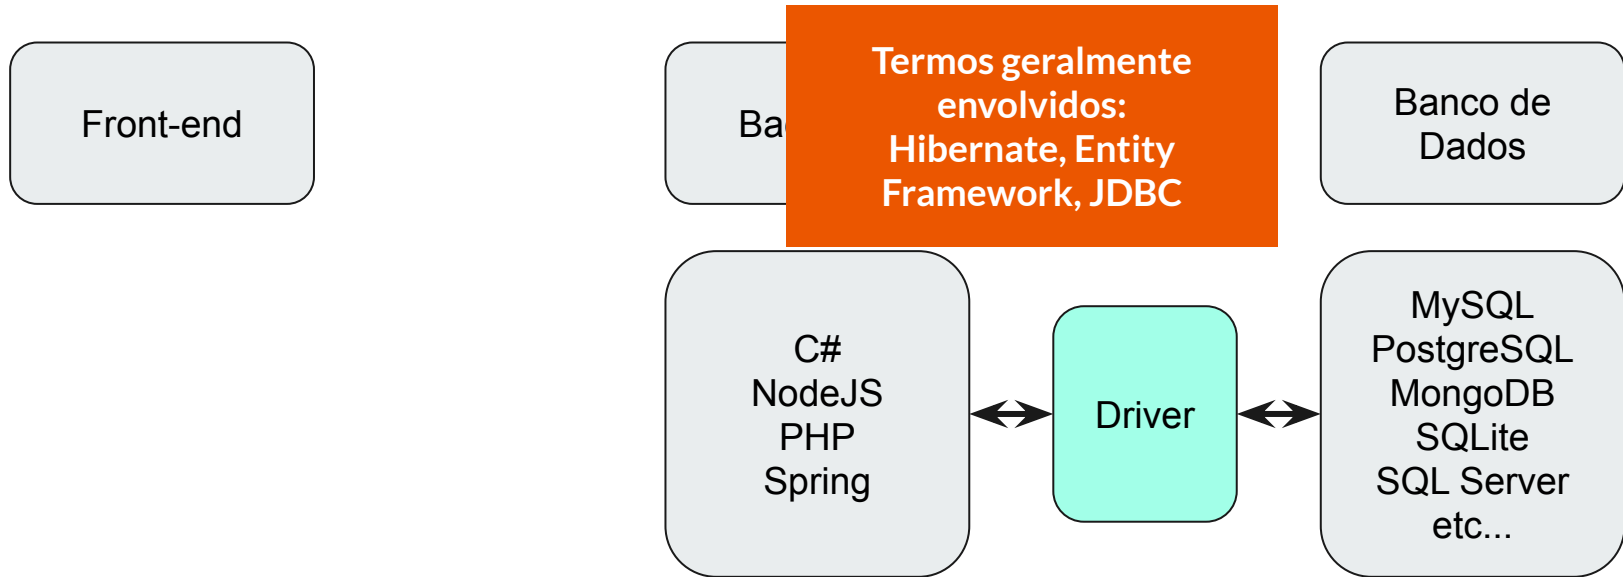 Front-end
Termos geralmente
envolvidos:
Hibernate, Entity
Framework, JDBC
Banco de
Dados
C#
NodeJS
PHP
Spring
Driver
MySQL
PostgreSQL
MongoDB
SQLite
SQL Server
etc...